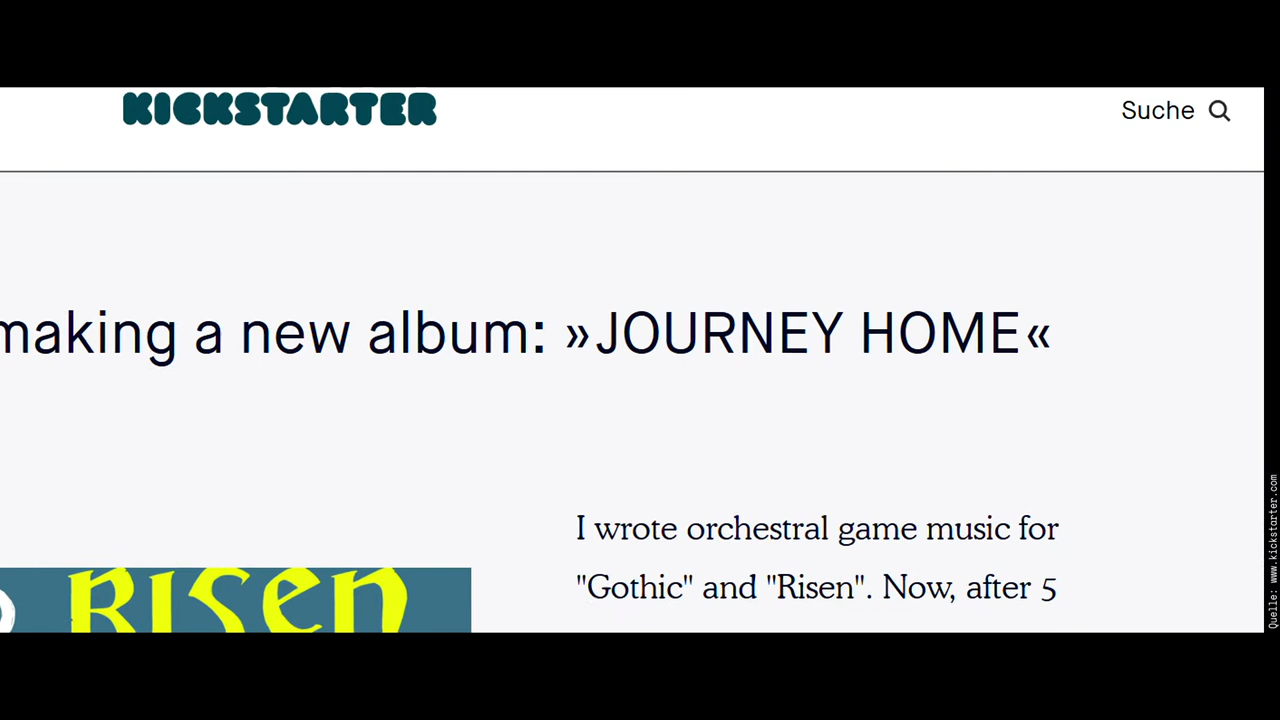 KICKSTARTER
Suche
making a new album: »JOURNEY HOME«
I wrote orchestral game music for
"Gothic" and "Risen". Now, after 5
RISEN
Quelle: www.kickstarter.com